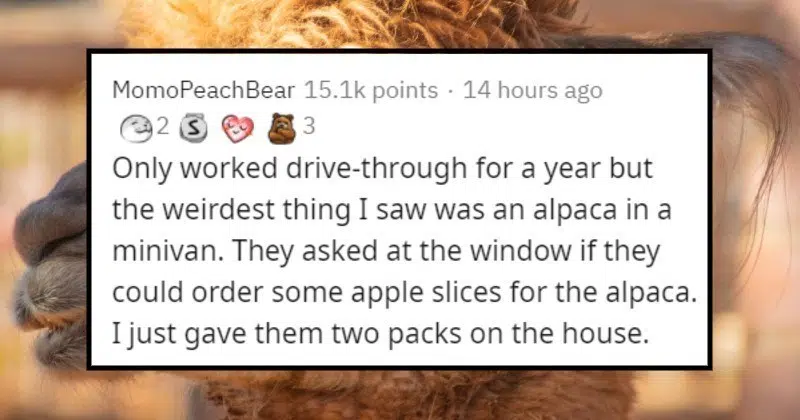 MomoPeachBear 15.1k points · 14 hours ago
2 S 3
Only worked drive-through for a year but
the weirdest thing I saw was an alpaca in a
minivan. They asked at the window if they
could order some apple slices for the alpaca.
I just gave them two packs on the house.